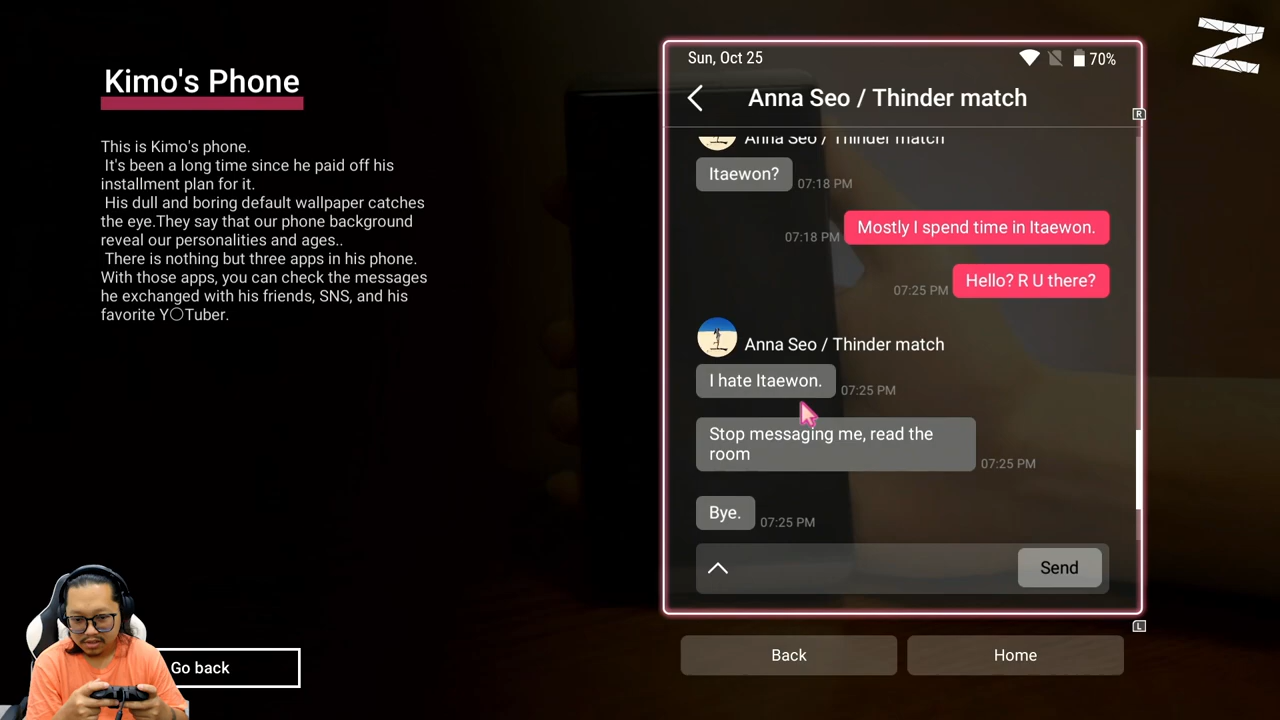 Kimo's Phone
This is Kimo's phone.
It's been a long time since he paid off his
installment plan for it.
His dull and boring default wallpaper catches
the eye.They say that our phone background
reveal our personalities and ages..
There is nothing but three apps in his phone.
With those apps, you can check the messages
he exchanged with his friends, SNS, and his
favorite Y○Tuber.
Go back
Sun, Oct 25
70%
Anna Seo / Thinder match
R
Anna Seo / Thinder match
Itaewon?
07:18 PM
Mostly I spend time in Itaewon.
07:18 PM
Hello? R U there?
07:25 PM
Anna Seo / Thinder match
I hate Itaewon.
07:25 PM
Stop messaging me, read the
room
07:25 PM
Bye.
07:25 PM
Send
L
Back
Home
Z